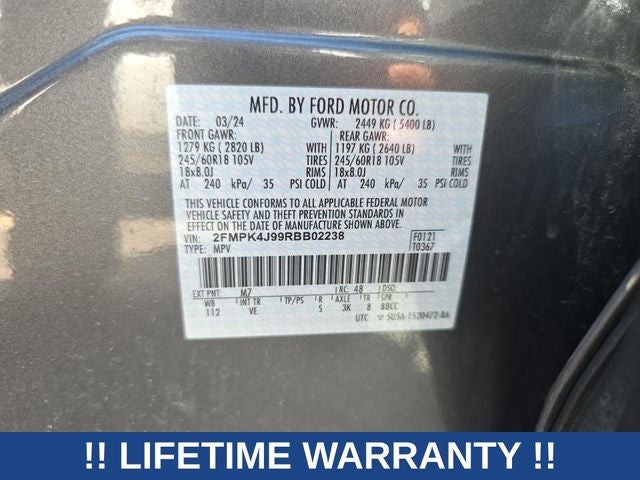 MFD. BY FORD MOTOR CO.
DATE: 03/24 GVWR: 2449 KG ( 5400 LB)
FRONT GAWR: REAR GAWR:
1279 KG ( 2820 LB) WITH 1197 KG ( 2640 LB) WITH
245/60R18 105V TIRES 245/60R18 105V TIRES
18x8.0J RIMS 18x8.0J RIMS
AT 240 kPa/ 35 PSI COLD AT 240 kPa/ 35 PSI COLD
THIS VEHICLE CONFORMS TO ALL APPLICABLE FEDERAL MOTOR
VEHICLE SAFETY AND THEFT PREVENTION STANDARDS IN
EFFECT ON THE DATE OF MANUFACTURE SHOWN ABOVE.
VIN: 2FMPK4J99RBB02238 F0121
TYPE: MPV T0367
EXT PNT: M7 RC: 48 DSO:
WB INT TR TP/PS R AXLE TR SPR
112 VE S 3K 8 BBCC
UTC SUSA-1520472-BA
!! LIFETIME WARRANTY !!